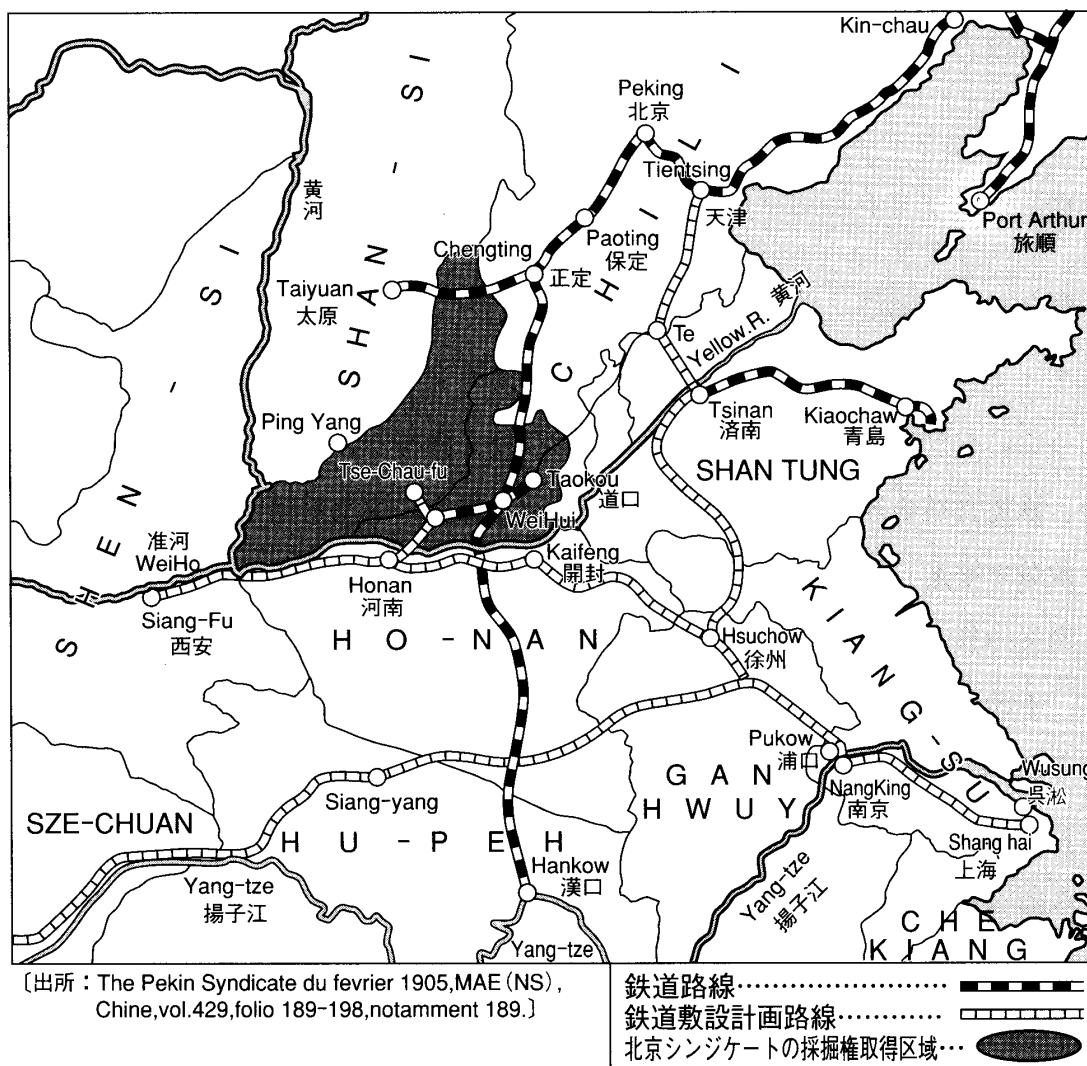 Kin-chau
Peking
北京
Tientsing
天津
Port Arthur
旅順
Paoting
保定
Chengting
正定
Taiyuan
太原
黄河
SHAN-SI
CHILI
SHEN-SI
Te
Yellow.R. 黄河
Tsinan
済南
Kiaochaw
青島
SHAN TUNG
Ping Yang
Tse-Chau-fu
Taokou
道口
WeiHui
准河
WeiHo
Siang-Fu
西安
Honan
河南
Kaifeng
開封
HO-NAN
Hsuchow
徐州
KIANG-SU
Pukow
浦口
NangKing
南京
Wusung
呉淞
Shang hai
上海
GAN
HWUY
Siang-yang
SZE-CHUAN
HU-PEH
Hankow
漢口
Yang-tze
揚子江
Yang-tze
Yang-tze
揚子江
CHE
KIANG
〔出所：The Pekin Syndicate du fevrier 1905,MAE(NS),
Chine,vol.429,folio 189-198,notamment 189.〕
鉄道路線……………………
鉄道敷設計画路線…………
北京シンジケートの採掘権取得区域…